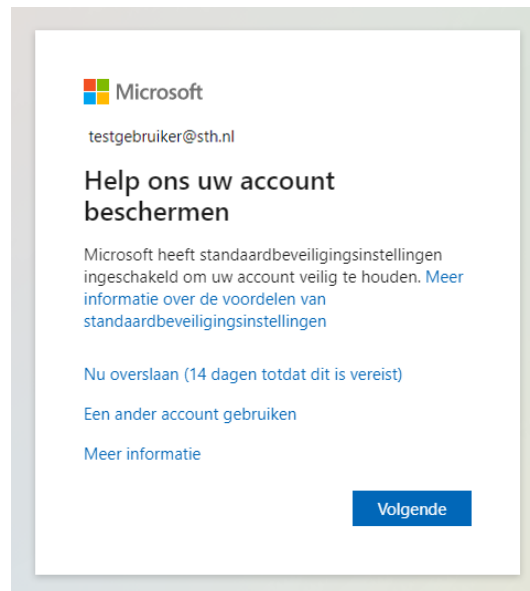 Microsoft
testgebruiker@sth.nl
Help ons uw account
beschermen
Microsoft heeft standaardbeveiligingsinstellingen
ingeschakeld om uw account veilig te houden. Meer
informatie over de voordelen van
standaardbeveiligingsinstellingen
Nu overslaan (14 dagen totdat dit is vereist)
Een ander account gebruiken
Meer informatie
Volgende